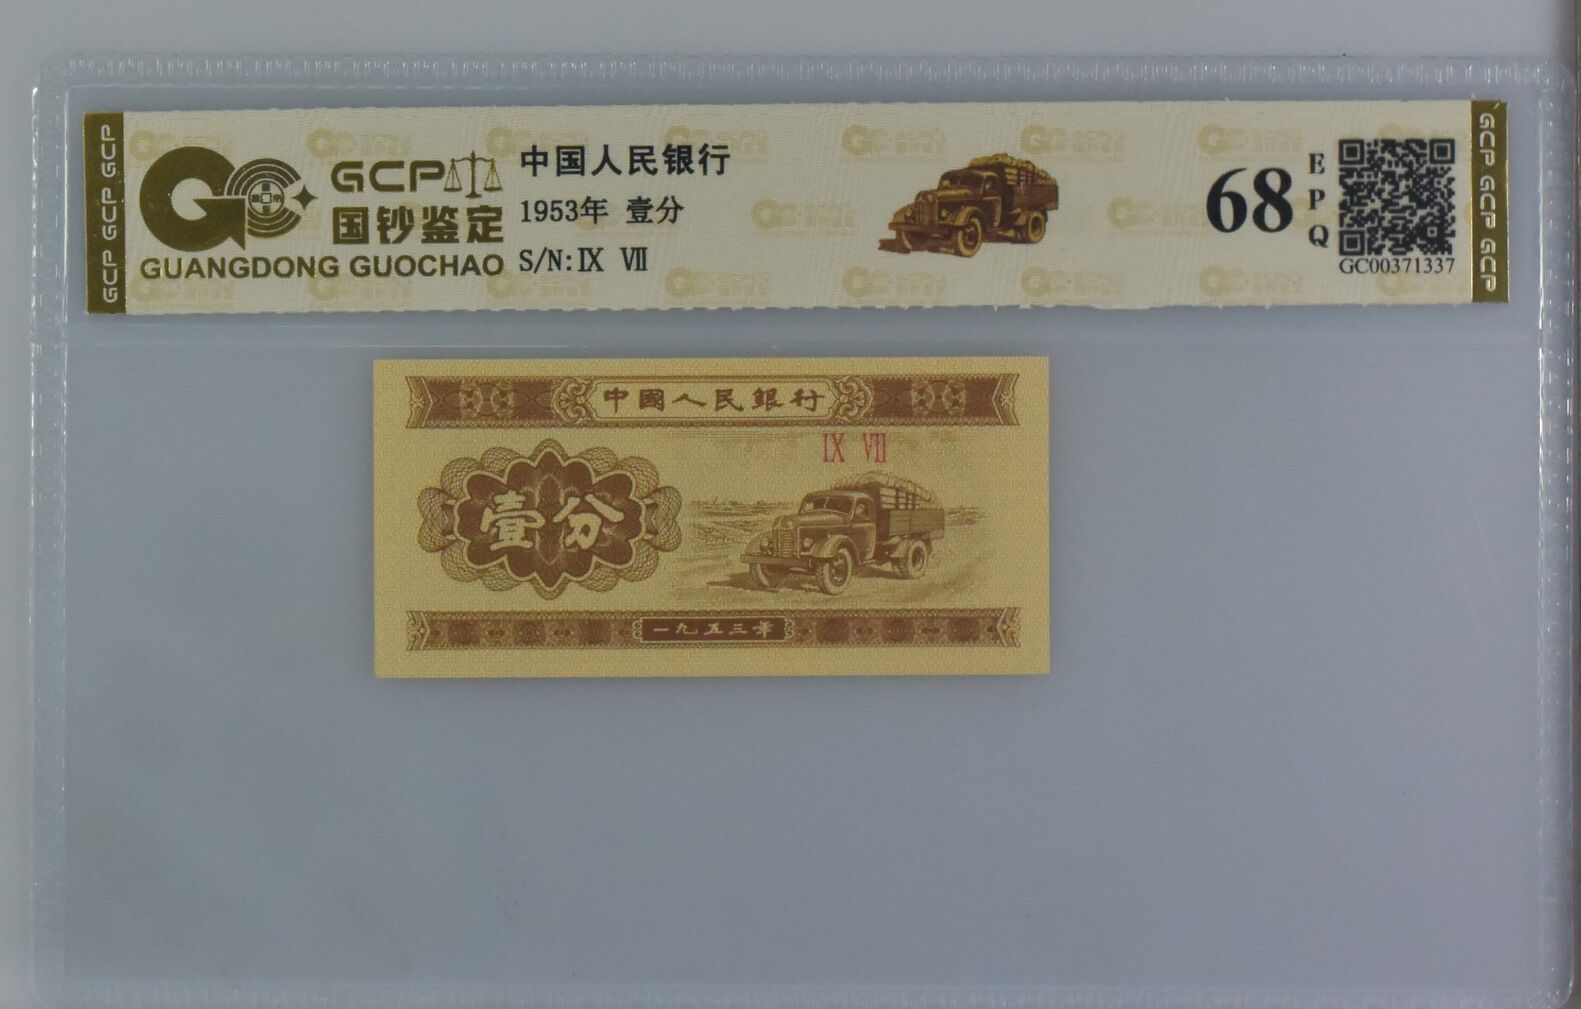 GCP GCP GCP
GCP
国钞鉴定
GUANGDONG GUOCHAO
中国人民银行
1953年 壹分
S/N:Ⅸ Ⅶ
68
EPQ
GC00371337
GCP GCP GCP
中國人民銀行
Ⅸ Ⅶ
壹分
一九五三年